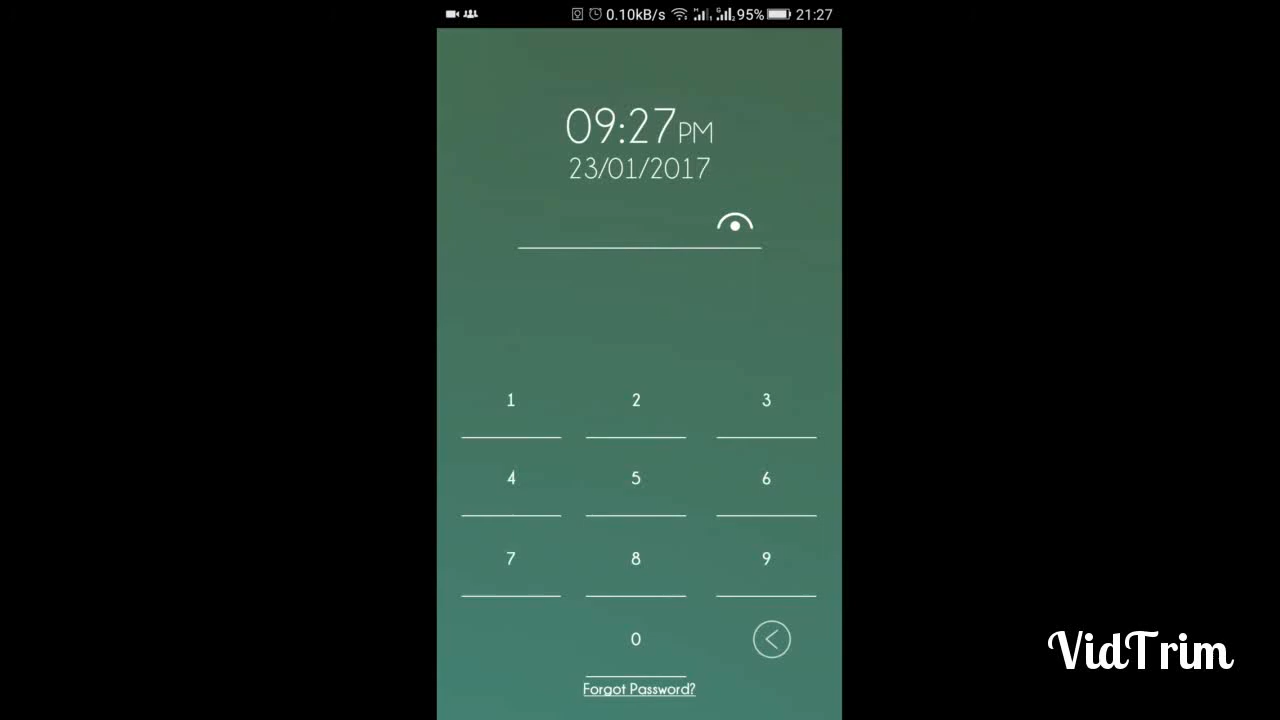 0.10kB/s 95% 21:27
09:27PM
23/01/2017
1 2 3
4 5 6
7 8 9
0
Forgot Password?
VidTrim